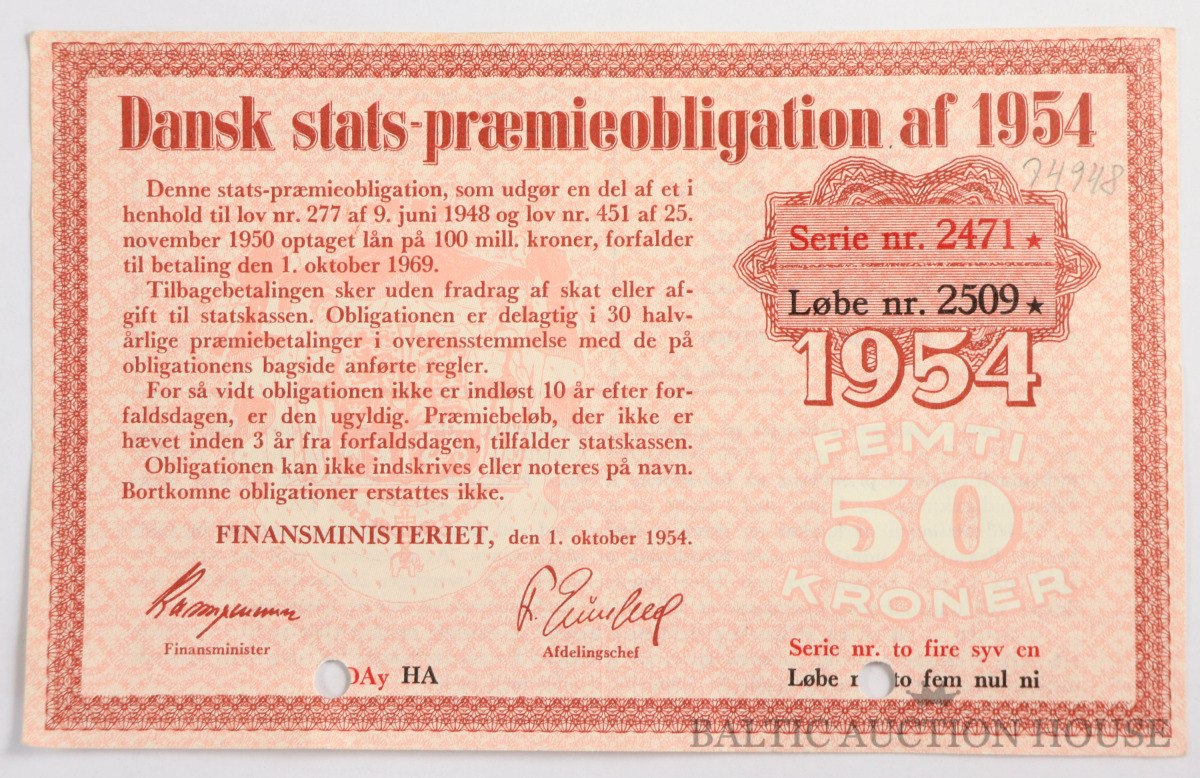 Dansk stats-præmieobligation af 1954
74948
Denne stats-præmieobligation, som udgør en del af et i
henhold til lov nr. 277 af 9. juni 1948 og lov nr. 451 af 25.
november 1950 optaget lån på 100 mill. kroner, forfalder
til betaling den 1. oktober 1969.
Tilbagebetalingen sker uden fradrag af skat eller af-
gift til statskassen. Obligationen er delagtig i 30 halv-
årlige præmiebetalinger i overensstemmelse med de på
obligationens bagside anførte regler.
For så vidt obligationen ikke er indløst 10 år efter for-
faldsdagen, er den ugyldig. Præmiebeløb, der ikke er
hævet inden 3 år fra forfaldsdagen, tilfalder statskassen.
Obligationen kan ikke indskrives eller noteres på navn.
Bortkomne obligationer erstattes ikke.
FINANSMINISTERIET, den 1. oktober 1954.
Finansminister
Afdelingschef
HA
Serie nr. 2471 ★
Løbe nr. 2509 ★
1954
FEMTI
50
KRONER
Serie nr. to fire syv en
Løbe to fem nul ni
BALTIC AUCTION HOUSE